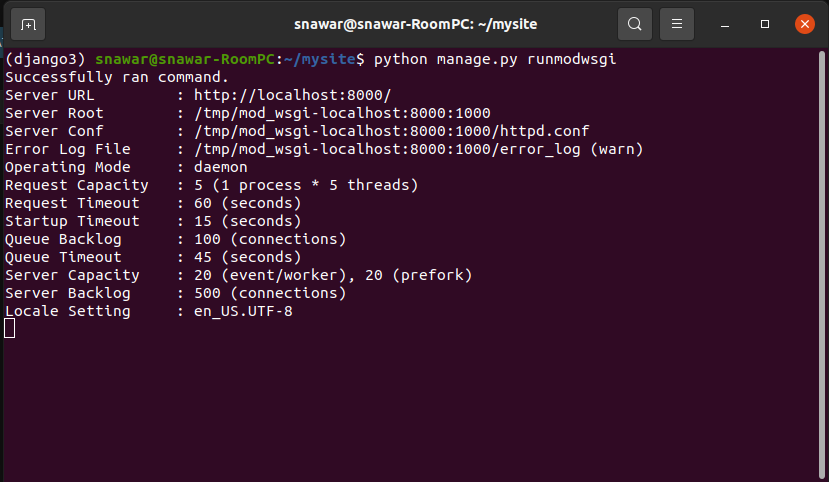 snawar@snawar-RoomPC: ~/mysite
(django3) snawar@snawar-RoomPC:~/mysite$ python manage.py runmodwsgi
Successfully ran command.
Server URL         : http://localhost:8000/
Server Root        : /tmp/mod_wsgi-localhost:8000:1000
Server Conf        : /tmp/mod_wsgi-localhost:8000:1000/httpd.conf
Error Log File     : /tmp/mod_wsgi-localhost:8000:1000/error_log (warn)
Operating Mode     : daemon
Request Capacity   : 5 (1 process * 5 threads)
Request Timeout    : 60 (seconds)
Startup Timeout    : 15 (seconds)
Queue Backlog      : 100 (connections)
Queue Timeout      : 45 (seconds)
Server Capacity    : 20 (event/worker), 20 (prefork)
Server Backlog     : 500 (connections)
Locale Setting     : en_US.UTF-8